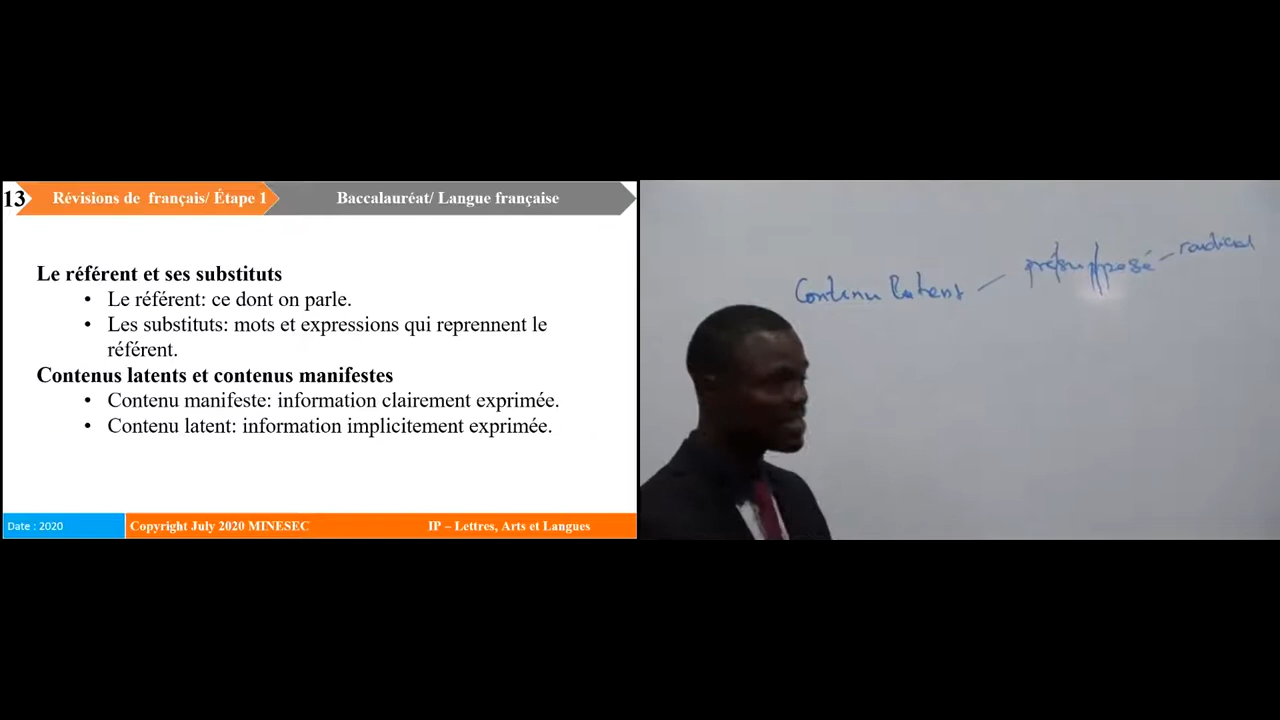 13 Révisions de français/ Étape 1 Baccalauréat/ Langue française
Le référent et ses substituts
• Le référent: ce dont on parle.
• Les substituts: mots et expressions qui reprennent le
référent.
Contenus latents et contenus manifestes
• Contenu manifeste: information clairement exprimée.
• Contenu latent: information implicitement exprimée.
Date : 2020 Copyright July 2020 MINESEC IP – Lettres, Arts et Langues
Contenu latent – présupposé – radical